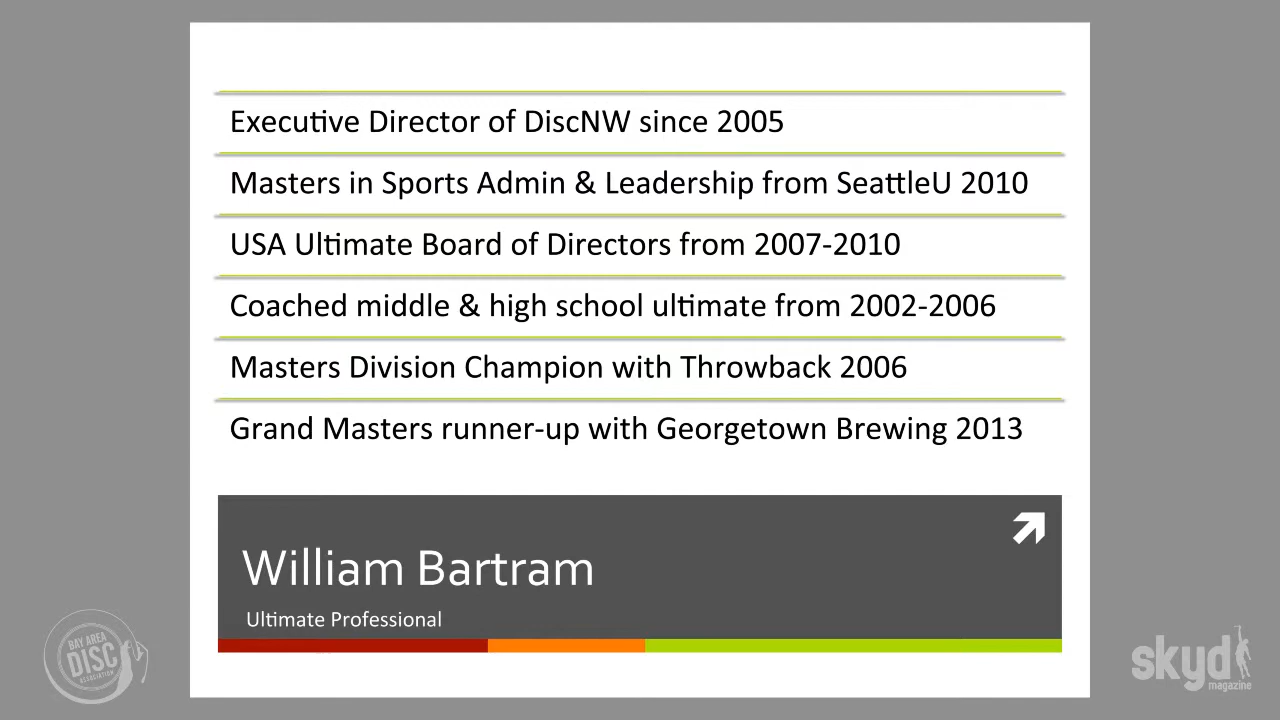 Executive Director of DiscNW since 2005
Masters in Sports Admin & Leadership from SeattleU 2010
USA Ultimate Board of Directors from 2007-2010
Coached middle & high school ultimate from 2002-2006
Masters Division Champion with Throwback 2006
Grand Masters runner-up with Georgetown Brewing 2013
William Bartram
Ultimate Professional
BAY AREA
DISC
ASSOCIATION
skyd
magazine